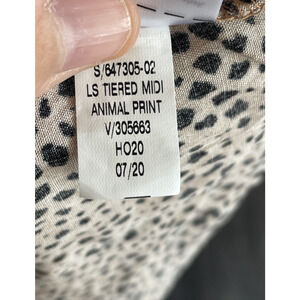 S/647305-02
LS TIERED MIDI
ANIMAL PRINT
V/305663
HO20
07/20